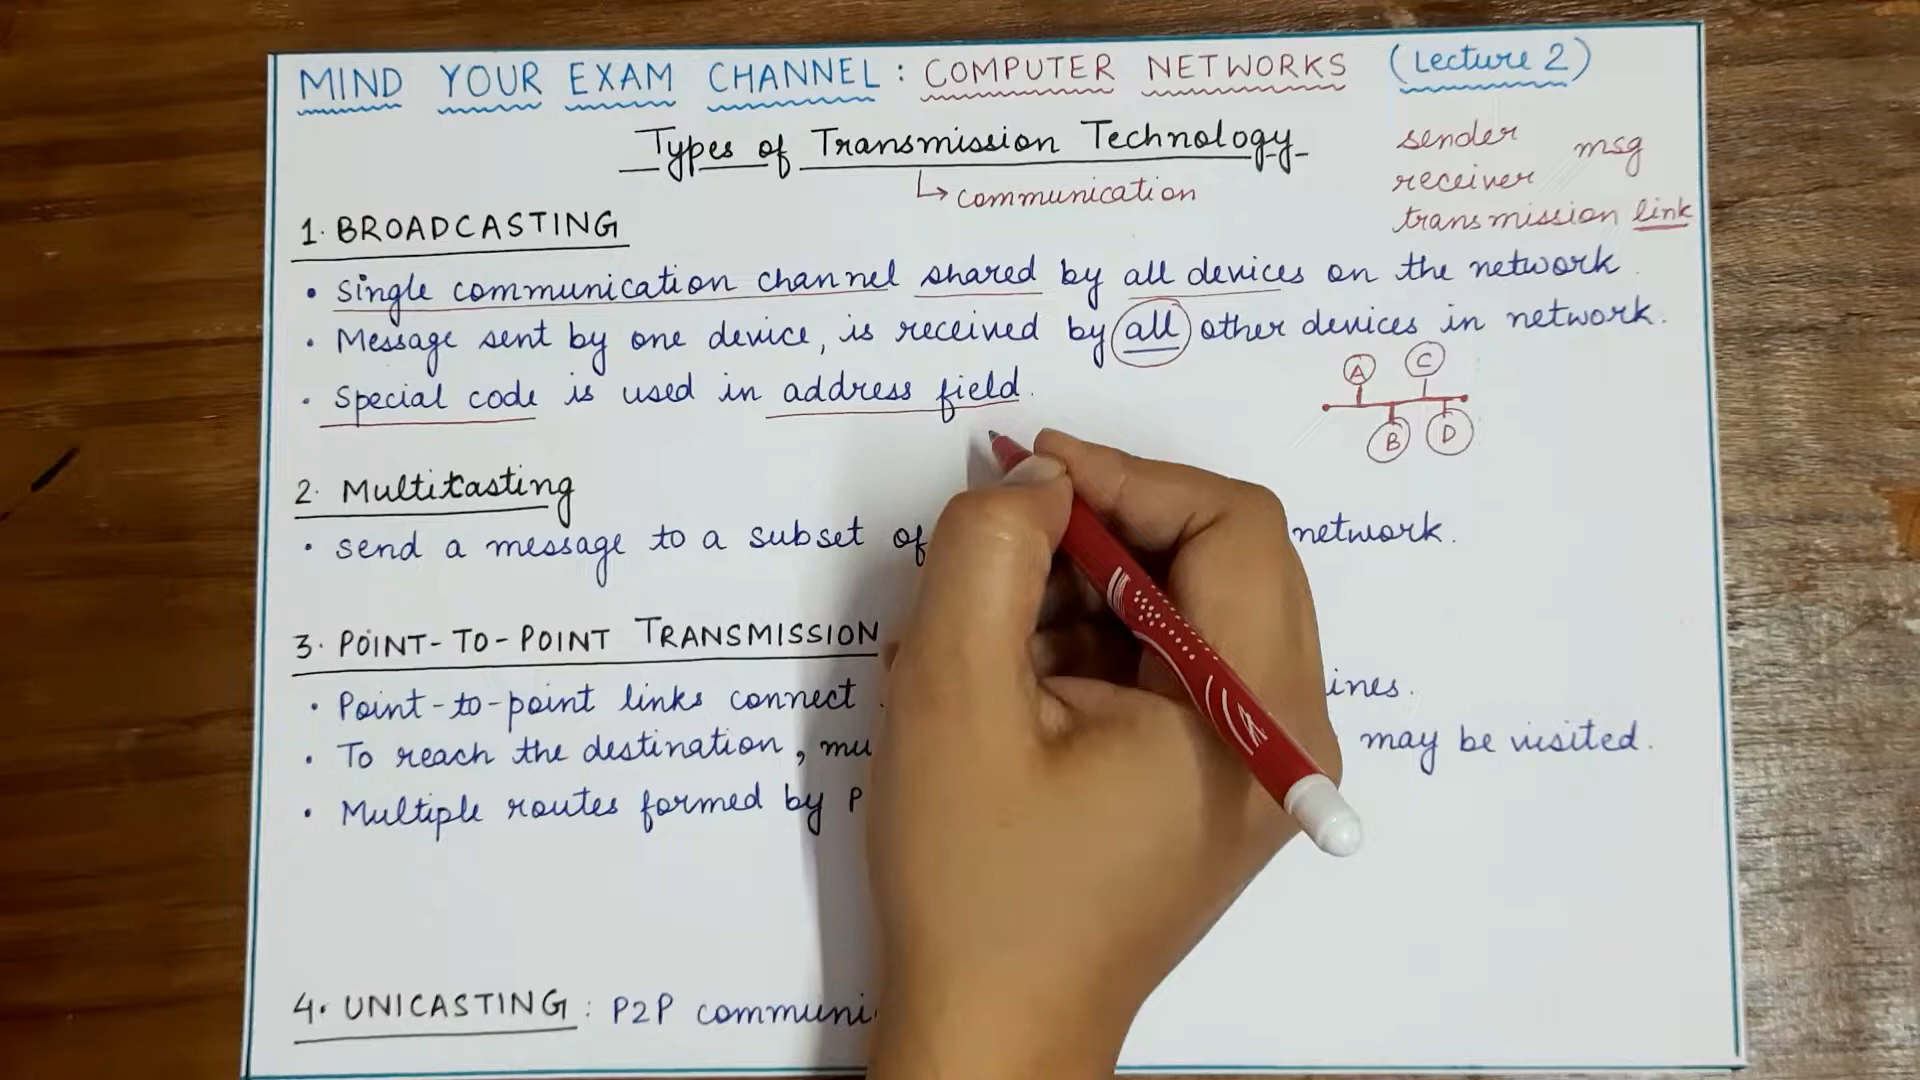 MIND YOUR EXAM CHANNEL : COMPUTER NETWORKS (Lecture 2)
Types of Transmission Technology
↳ communication
sender msg
receiver
transmission link
1. BROADCASTING
• Single communication channel shared by all devices on the network.
• Message sent by one device, is received by all other devices in network.
• Special code is used in address field.
A C
B D
2. Multicasting
• send a message to a subset of network.
3. POINT-TO-POINT TRANSMISSION
• Point-to-point links connect ines.
• To reach the destination, mu may be visited.
• Multiple routes formed by P
4. UNICASTING : P2P communi